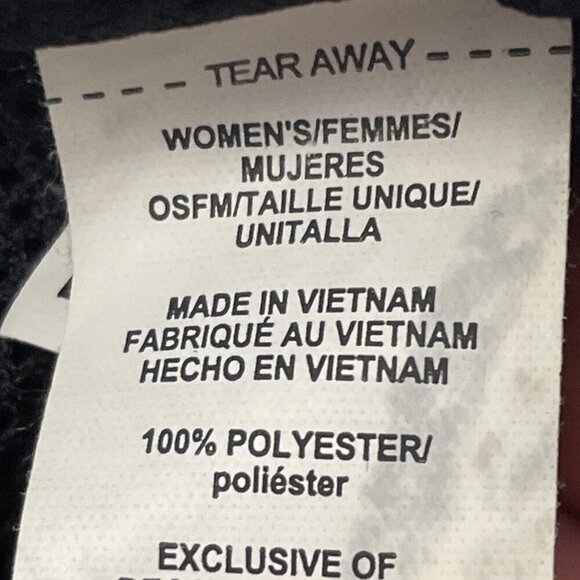 TEAR AWAY
WOMEN'S/FEMMES/
MUJERES
OSFM/TAILLE UNIQUE/
UNITALLA
MADE IN VIETNAM
FABRIQUÉ AU VIETNAM
HECHO EN VIETNAM
100% POLYESTER/
poliéster
EXCLUSIVE OF